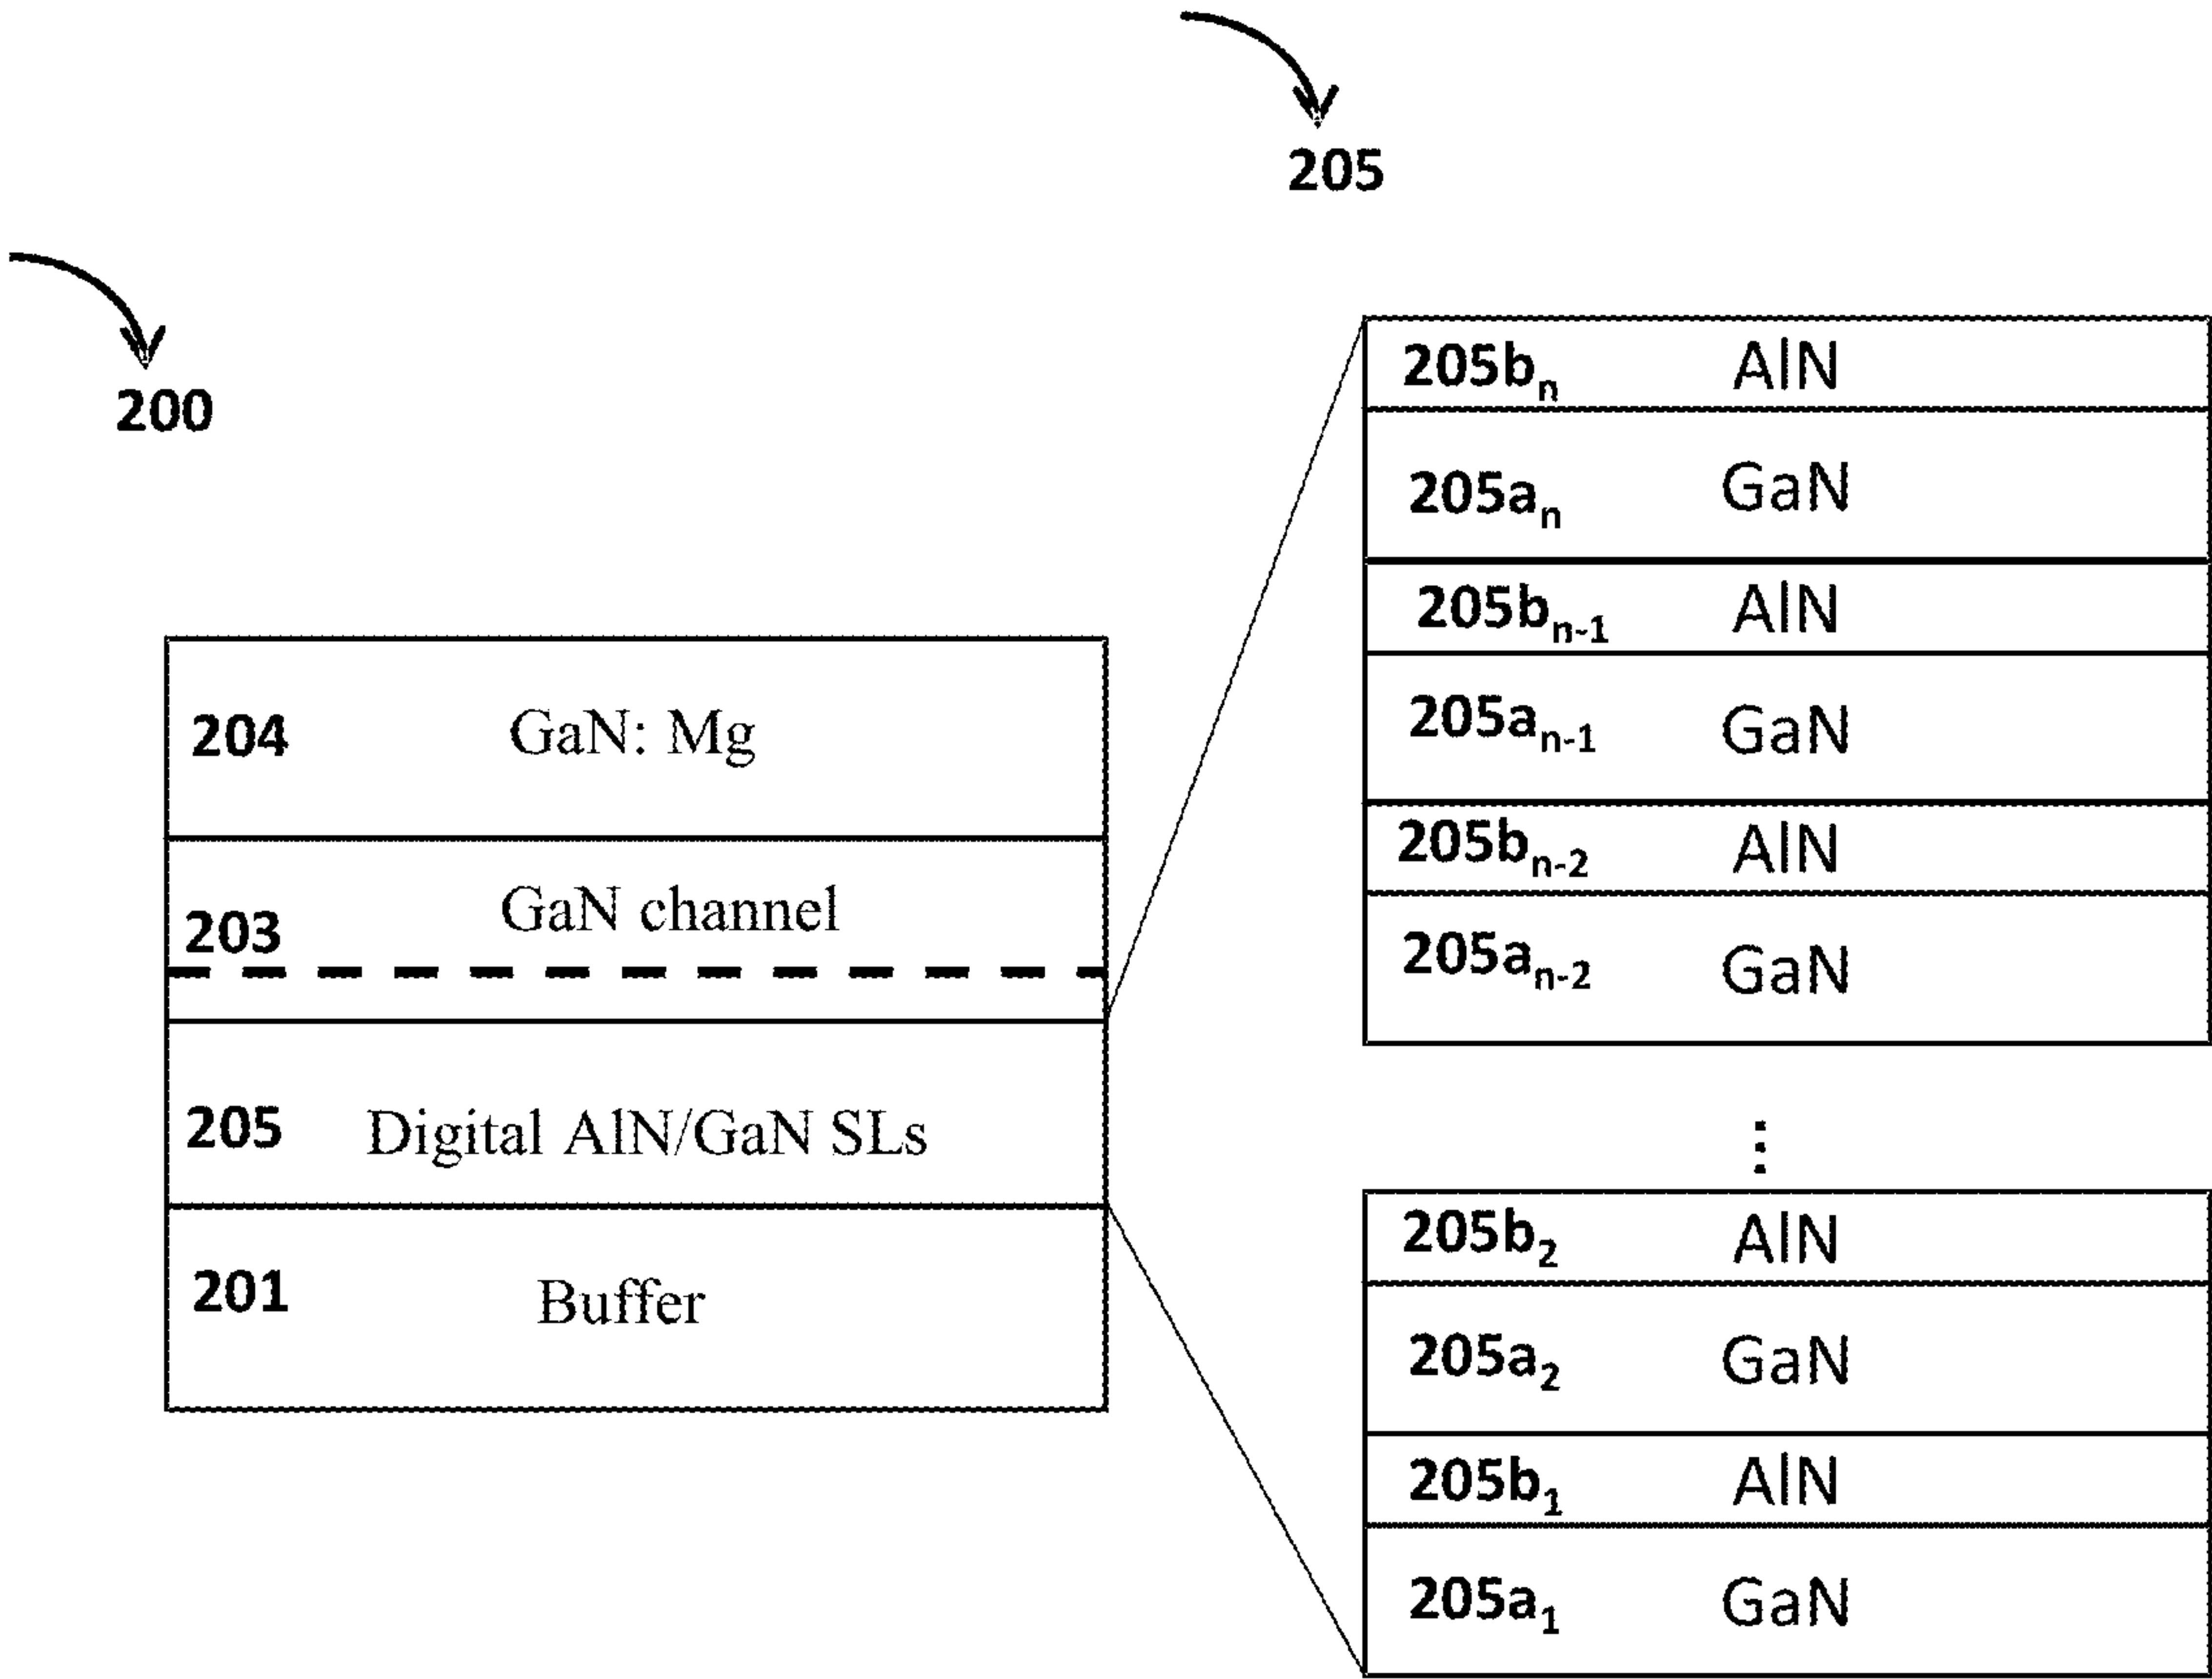 205
200
204 GaN: Mg
203 GaN channel
205 Digital AlN/GaN SLs
201 Buffer
205bₙ AlN
205aₙ GaN
205bₙ₋₁ AlN
205aₙ₋₁ GaN
205bₙ₋₂ AlN
205aₙ₋₂ GaN
⋮
205b₂ AlN
205a₂ GaN
205b₁ AlN
205a₁ GaN